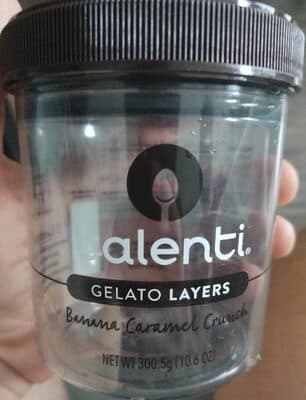 alenti®
GELATO LAYERS
Banana Caramel Crunch
NET WT 300.5g (10.6 OZ)